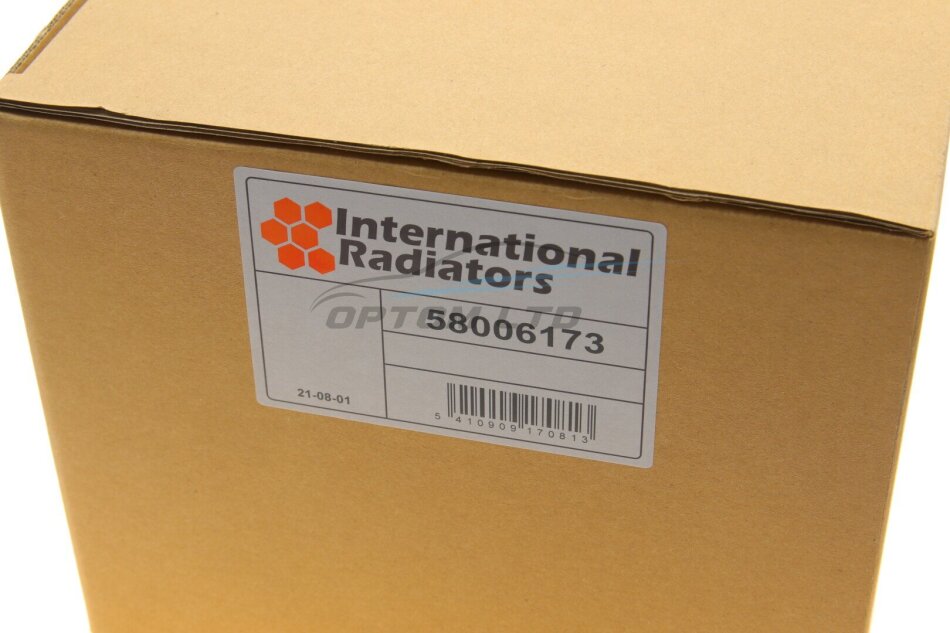 International
Radiators
OPTOM LTD
58006173
21-08-01
5 410909 170813